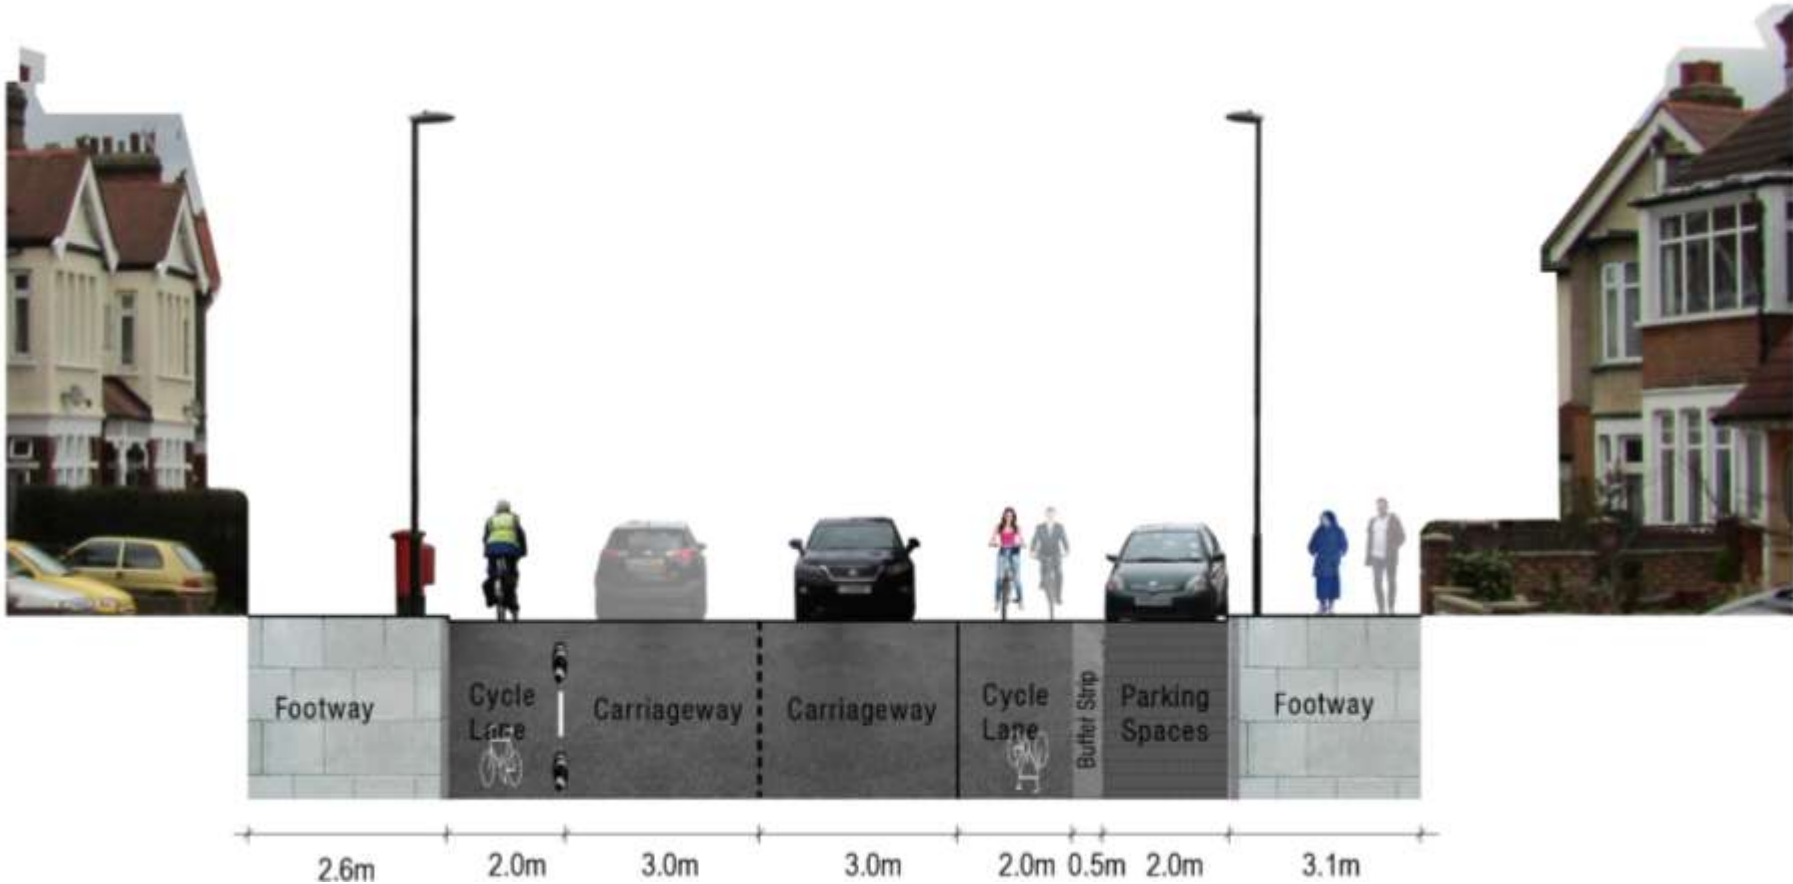 Footway
Cycle
Lane
Carriageway
Carriageway
Cycle
Lane
Buffer Strip
Parking
Spaces
Footway
2.6m
2.0m
3.0m
3.0m
2.0m
0.5m
2.0m
3.1m